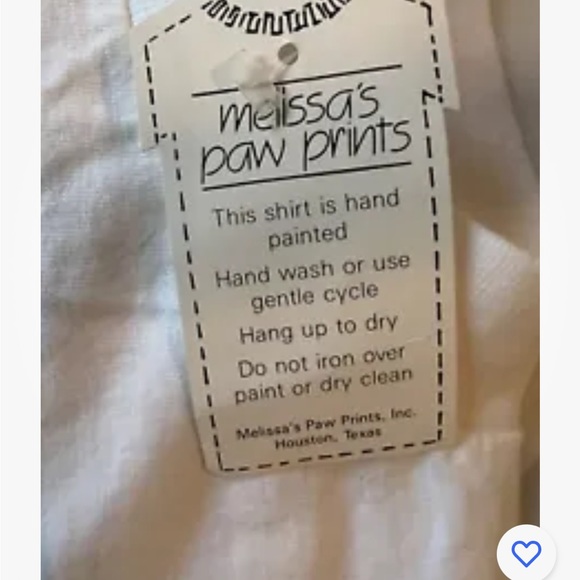 melissa's
paw prints
This shirt is hand
painted
Hand wash or use
gentle cycle
Hang up to dry
Do not iron over
paint or dry clean
Melissa's Paw Prints, Inc.
Houston, Texas